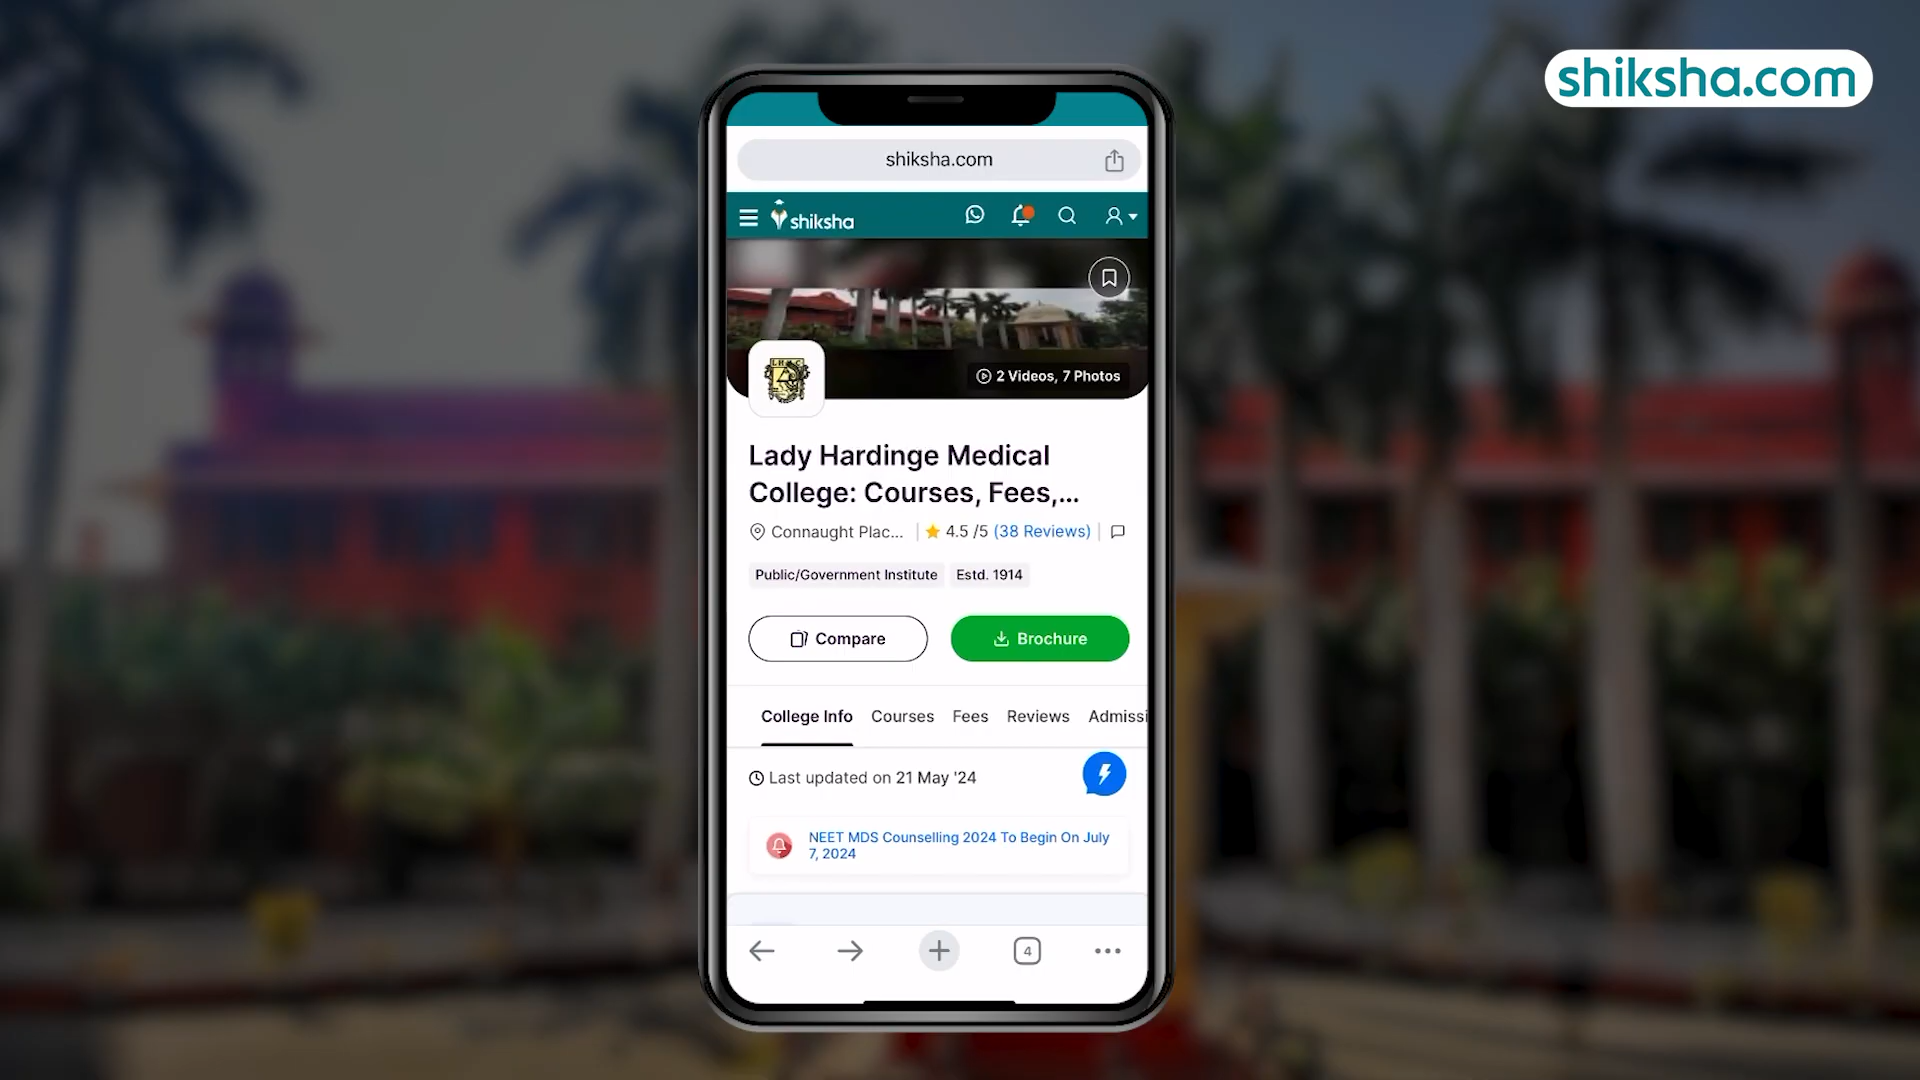 shiksha.com
shiksha.com
shiksha
2 Videos, 7 Photos
LHMC
Lady Hardinge Medical
College: Courses, Fees,...
Connaught Plac... | 4.5 /5 (38 Reviews) |
Public/Government Institute Estd. 1914
Compare Brochure
College Info Courses Fees Reviews Admissi
Last updated on 21 May '24
NEET MDS Counselling 2024 To Begin On July
7, 2024
4